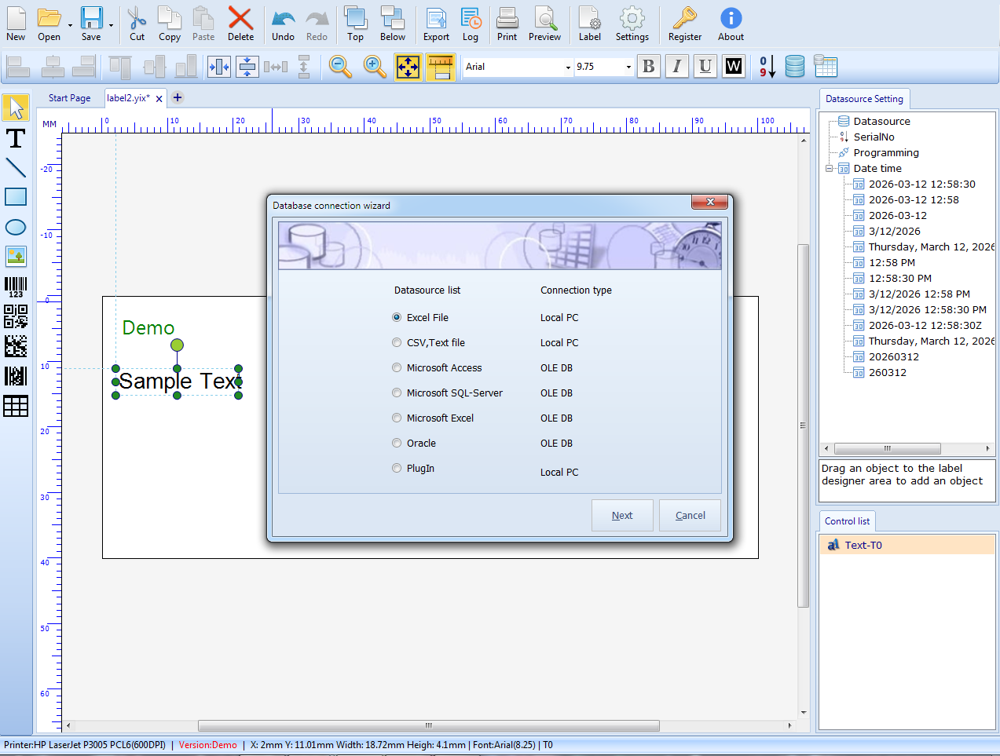 New Open Save Cut Copy Paste Delete Undo Redo Top Below Export Log Print Preview Label Settings Register About
Arial 9.75 B I U W 0 9
Start Page label2.yix* x +
Datasource Setting
MM 0 10 20 30 40 50 60 70 80 90 100
-20
-10
0
10
20
30
40
50
60
T
123
Demo
Sample Text
Database connection wizard
Datasource list Connection type
Excel File Local PC
CSV,Text file Local PC
Microsoft Access OLE DB
Microsoft SQL-Server OLE DB
Microsoft Excel OLE DB
Oracle OLE DB
PlugIn Local PC
Next Cancel
Datasource
SerialNo
Programming
Date time
2026-03-12 12:58:30
2026-03-12 12:58
2026-03-12
3/12/2026
Thursday, March 12, 2026
12:58 PM
12:58:30 PM
3/12/2026 12:58 PM
3/12/2026 12:58:30 PM
2026-03-12 12:58:30Z
Thursday, March 12, 2026
20260312
260312
Drag an object to the label
designer area to add an object
Control list
Text-T0
Printer:HP LaserJet P3005 PCL6(600DPI) | Version:Demo | X: 2mm Y: 11.01mm Width: 18.72mm Heigh: 4.1mm | Font:Arial(8.25) | T0